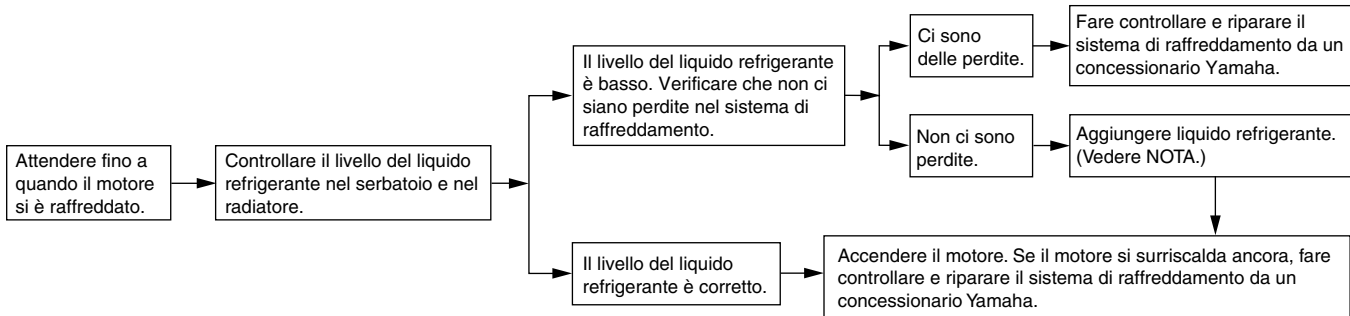 Attendere fino a
quando il motore
si è raffreddato.
Controllare il livello del liquido
refrigerante nel serbatoio e nel
radiatore.
Il livello del liquido refrigerante
è basso. Verificare che non ci
siano perdite nel sistema di
raffreddamento.
Ci sono
delle perdite.
Fare controllare e riparare il
sistema di raffreddamento da un
concessionario Yamaha.
Non ci sono
perdite.
Aggiungere liquido refrigerante.
(Vedere NOTA.)
Il livello del liquido
refrigerante è corretto.
Accendere il motore. Se il motore si surriscalda ancora, fare
controllare e riparare il sistema di raffreddamento da un
concessionario Yamaha.